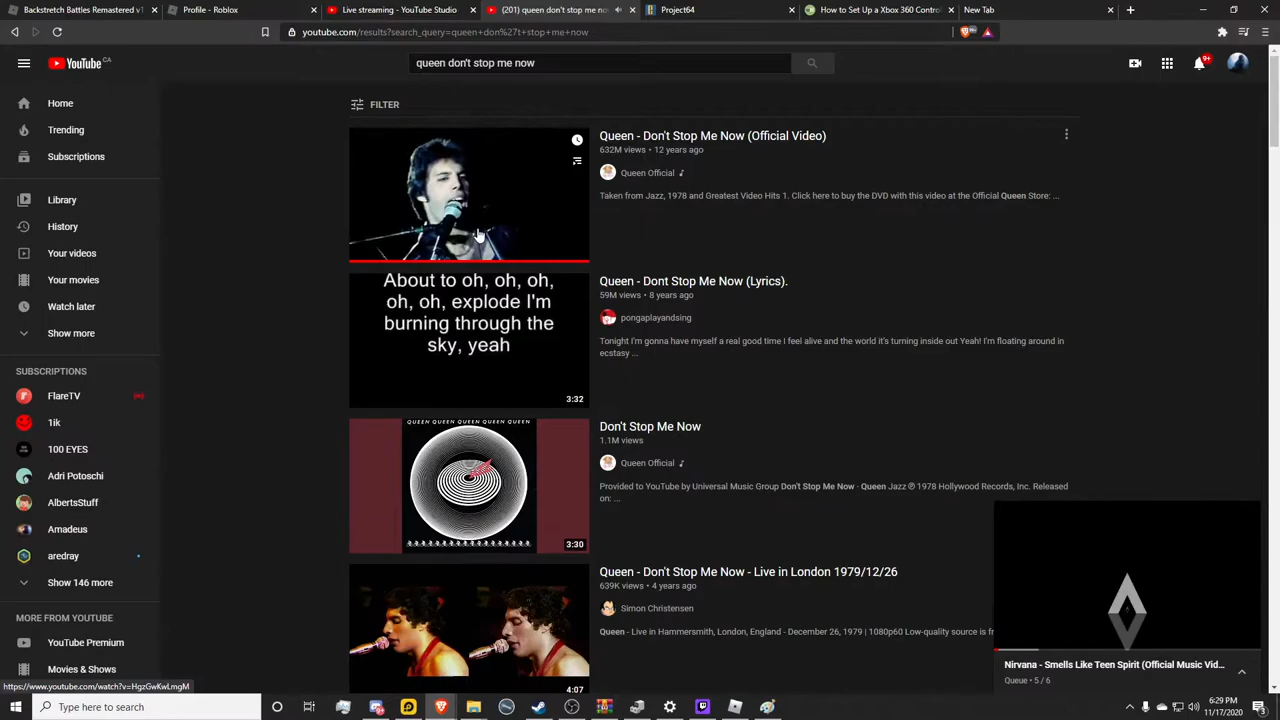 Backstretch Battles Remastered v1
Profile - Roblox
Live streaming - YouTube Studio
(201) queen don't stop me no
Project64
How to Set Up a Xbox 360 Control
New Tab
youtube.com/results?search_query=queen+don%27t+stop+me+now
YouTube CA
queen don't stop me now
9+
Home
Trending
Subscriptions
Library
History
Your videos
Your movies
Watch later
Show more
SUBSCRIPTIONS
FlareTV
1ik
100 EYES
Adri Potoschi
AlbertsStuff
Amadeus
aredray
Show 146 more
MORE FROM YOUTUBE
YouTube Premium
Movies & Shows
FILTER
Queen - Don't Stop Me Now (Official Video)
632M views • 12 years ago
Queen Official
Taken from Jazz, 1978 and Greatest Video Hits 1. Click here to buy the DVD with this video at the Official Queen Store: ...
About to oh, oh, oh,
oh, oh, explode I'm
burning through the
sky, yeah
3:32
Queen - Dont Stop Me Now (Lyrics).
59M views • 8 years ago
pongaplayandsing
Tonight I'm gonna have myself a real good time I feel alive and the world it's turning inside out Yeah! I'm floating around in
ecstasy ...
QUEEN QUEEN QUEEN QUEEN QUEEN
3:30
Don't Stop Me Now
1.1M views
Queen Official
Provided to YouTube by Universal Music Group Don't Stop Me Now · Queen Jazz ℗ 1978 Hollywood Records, Inc. Released
on: ...
4:07
Queen - Don't Stop Me Now - Live in London 1979/12/26
639K views • 4 years ago
Simon Christensen
Queen - Live in Hammersmith, London, England - December 26, 1979 | 1080p60 Low-quality source is fr
Nirvana - Smells Like Teen Spirit (Official Music Vid...
Queue • 5 / 6
https://www.youtube.com/watch?v=HgzGwKwLmgM
Type here to search
6:29 PM
11/17/2020
3